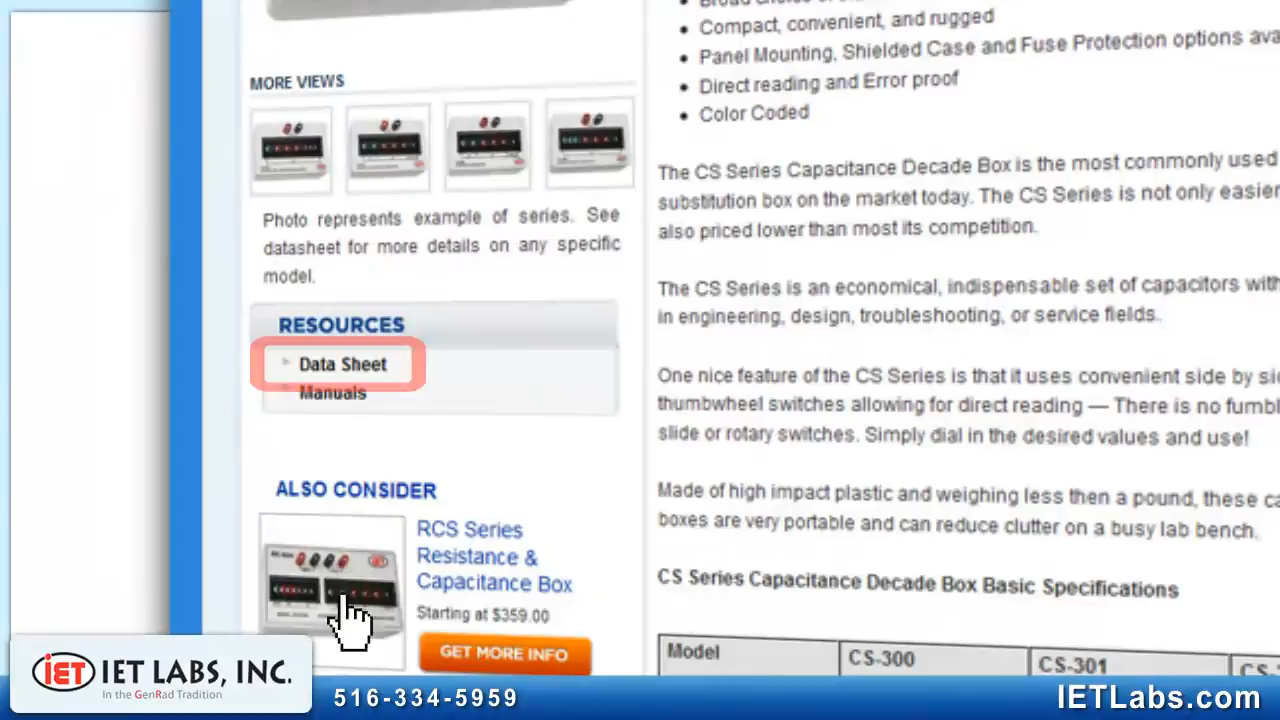 MORE VIEWS
Photo represents example of series. See
datasheet for more details on any specific
model.
RESOURCES
Data Sheet
Manuals
ALSO CONSIDER
RCS Series
Resistance &
Capacitance Box
Starting at $359.00
GET MORE INFO
Compact, convenient, and rugged
Panel Mounting, Shielded Case and Fuse Protection options
Direct reading and Error proof
Color Coded
The CS Series Capacitance Decade Box is the most commonly used
substitution box on the market today. The CS Series is not only easier
also priced lower than most its competition.
The CS Series is an economical, indispensable set of capacitors with
in engineering, design, troubleshooting, or service fields.
One nice feature of the CS Series is that it uses convenient side by
thumbwheel switches allowing for direct reading — There is no
slide or rotary switches. Simply dial in the desired values and use!
Made of high impact plastic and weighing less then a pound, these
boxes are very portable and can reduce clutter on a busy lab bench.
CS Series Capacitance Decade Box Basic Specifications
Model CS-300 CS-301
iET IET LABS, INC.
In the GenRad Tradition
516-334-5959
IETLabs.com